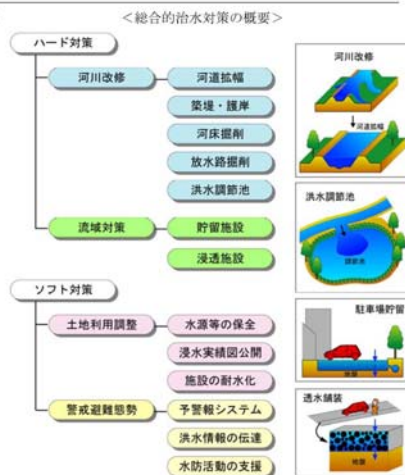 ＜総合的治水対策の概要＞
ハード対策
河川改修
河道拡幅
築堤・護岸
河床掘削
放水路掘削
洪水調節池
流域対策
貯留施設
浸透施設
ソフト対策
土地利用調整
水源等の保全
浸水実績図公開
施設の耐水化
警戒避難態勢
予警報システム
洪水情報の伝達
水防活動の支援
河川改修
河道拡幅
洪水調節池
調節池
駐車場貯留
地盤
透水舗装
地盤